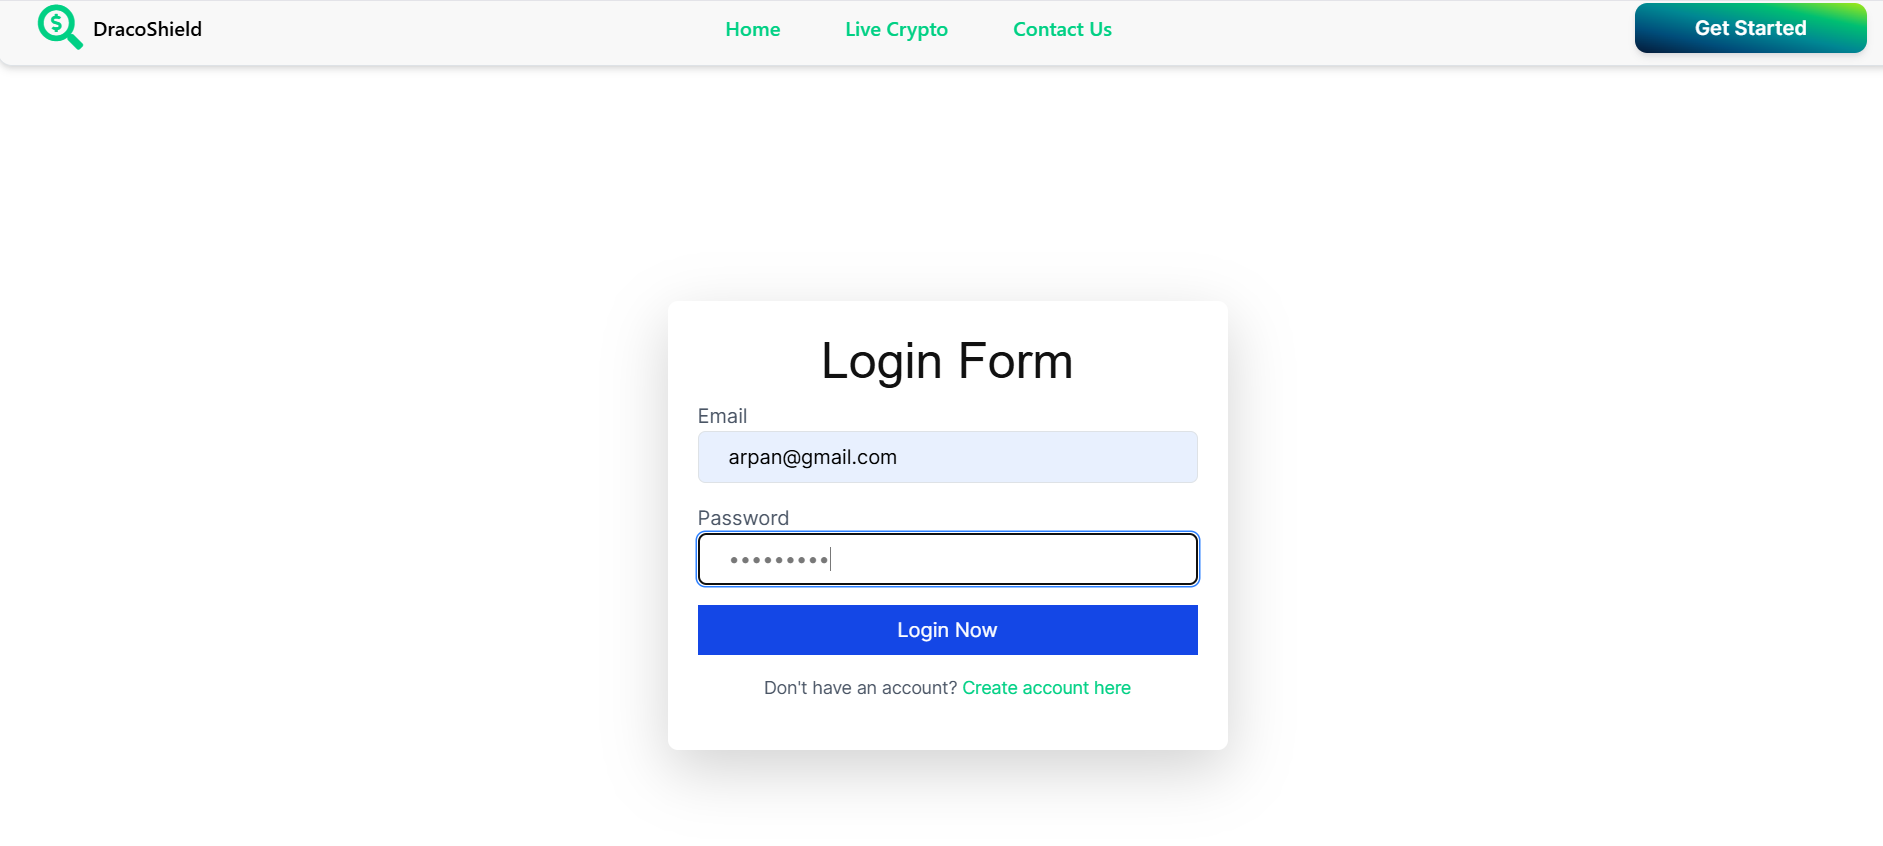 DracoShield
Home
Live Crypto
Contact Us
Get Started
Login Form
Email
arpan@gmail.com
Password
•••••••••
Login Now
Don't have an account? Create account here